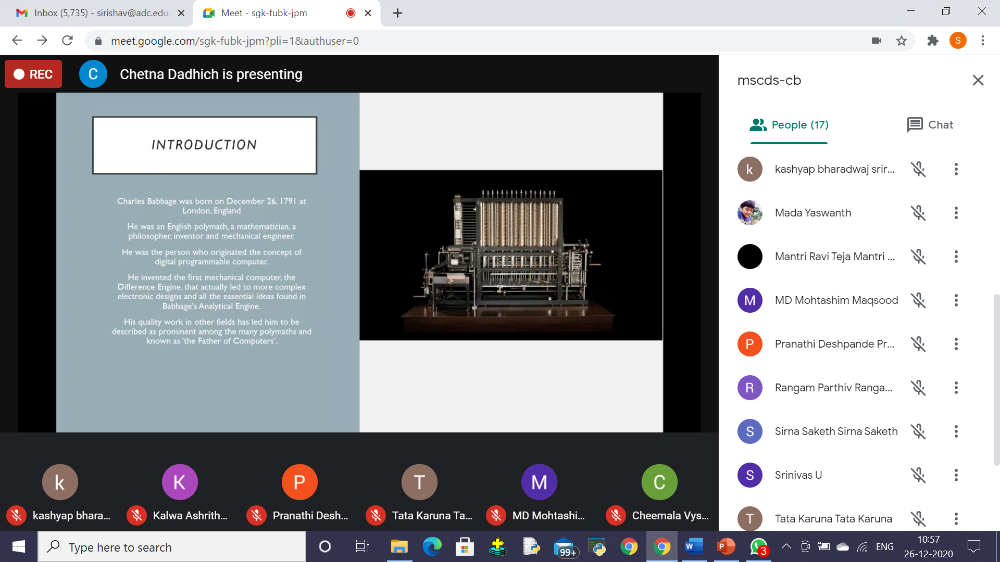 Inbox (5,735) - sirishav@adc.edu.
Meet - sgk-fubk-jpm
meet.google.com/sgk-fubk-jpm?pli=1&authuser=0
S
REC
C
Chetna Dadhich is presenting
INTRODUCTION
Charles Babbage was born on December 26, 1791 at
London, England
He was an English polymath, a mathematician, a
philosopher, inventor and mechanical engineer.
He was the person who originated the concept of
digital programmable computer.
He invented the first mechanical computer, the
Difference Engine, that actually led to more complex
electronic designs and all the essential ideas found in
Babbage's Analytical Engine.
His quality work in other fields has led him to be
described as prominent among the many polymaths and
known as 'the Father of Computers'.
mscds-cb
People (17)
Chat
k
kashyap bharadwaj srir...
Mada Yaswanth
Mantri Ravi Teja Mantri ...
M
MD Mohtashim Maqsood
P
Pranathi Deshpande Pr...
R
Rangam Parthiv Ranga...
S
Sirna Saketh Sirna Saketh
S
Srinivas U
T
Tata Karuna Tata Karuna
k
kashyap bhara...
K
Kalwa Ashrith...
P
Pranathi Desh...
T
Tata Karuna Ta...
M
MD Mohtashi...
C
Cheemala Vys...
Type here to search
99+
W
P
3
ENG
10:57
26-12-2020